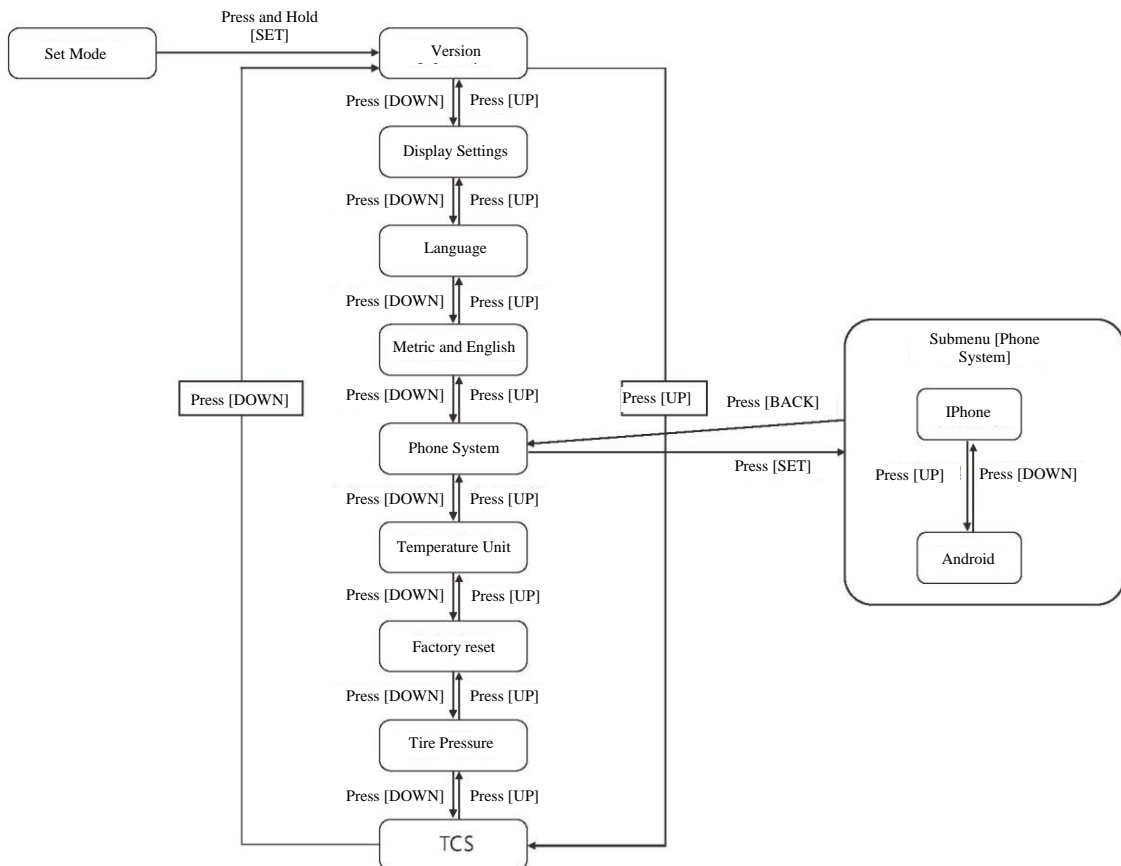 Press and Hold
[SET]
Set Mode
Version
Press [DOWN]
Press [UP]
Display Settings
Press [DOWN]
Press [UP]
Language
Press [DOWN]
Press [UP]
Metric and English
Press [DOWN]
Press [UP]
Press [DOWN]
Press [UP]
Phone System
Press [BACK]
Press [SET]
Submenu [Phone
System]
IPhone
Press [UP]
Press [DOWN]
Android
Press [DOWN]
Press [UP]
Temperature Unit
Press [DOWN]
Press [UP]
Factory reset
Press [DOWN]
Press [UP]
Tire Pressure
Press [DOWN]
Press [UP]
TCS